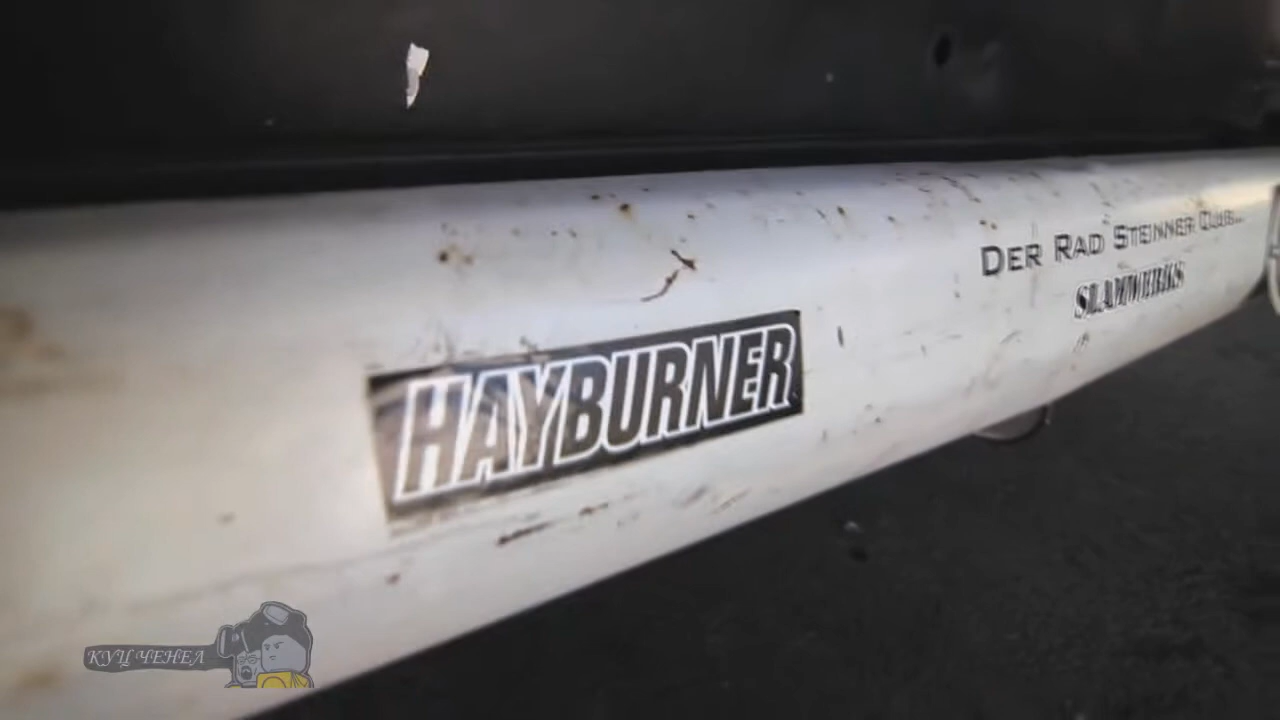 DER RAD STEINNER CLUB...
SLAMWERKS
HAYBURNER
КУЦ ЧЕНЕЛ